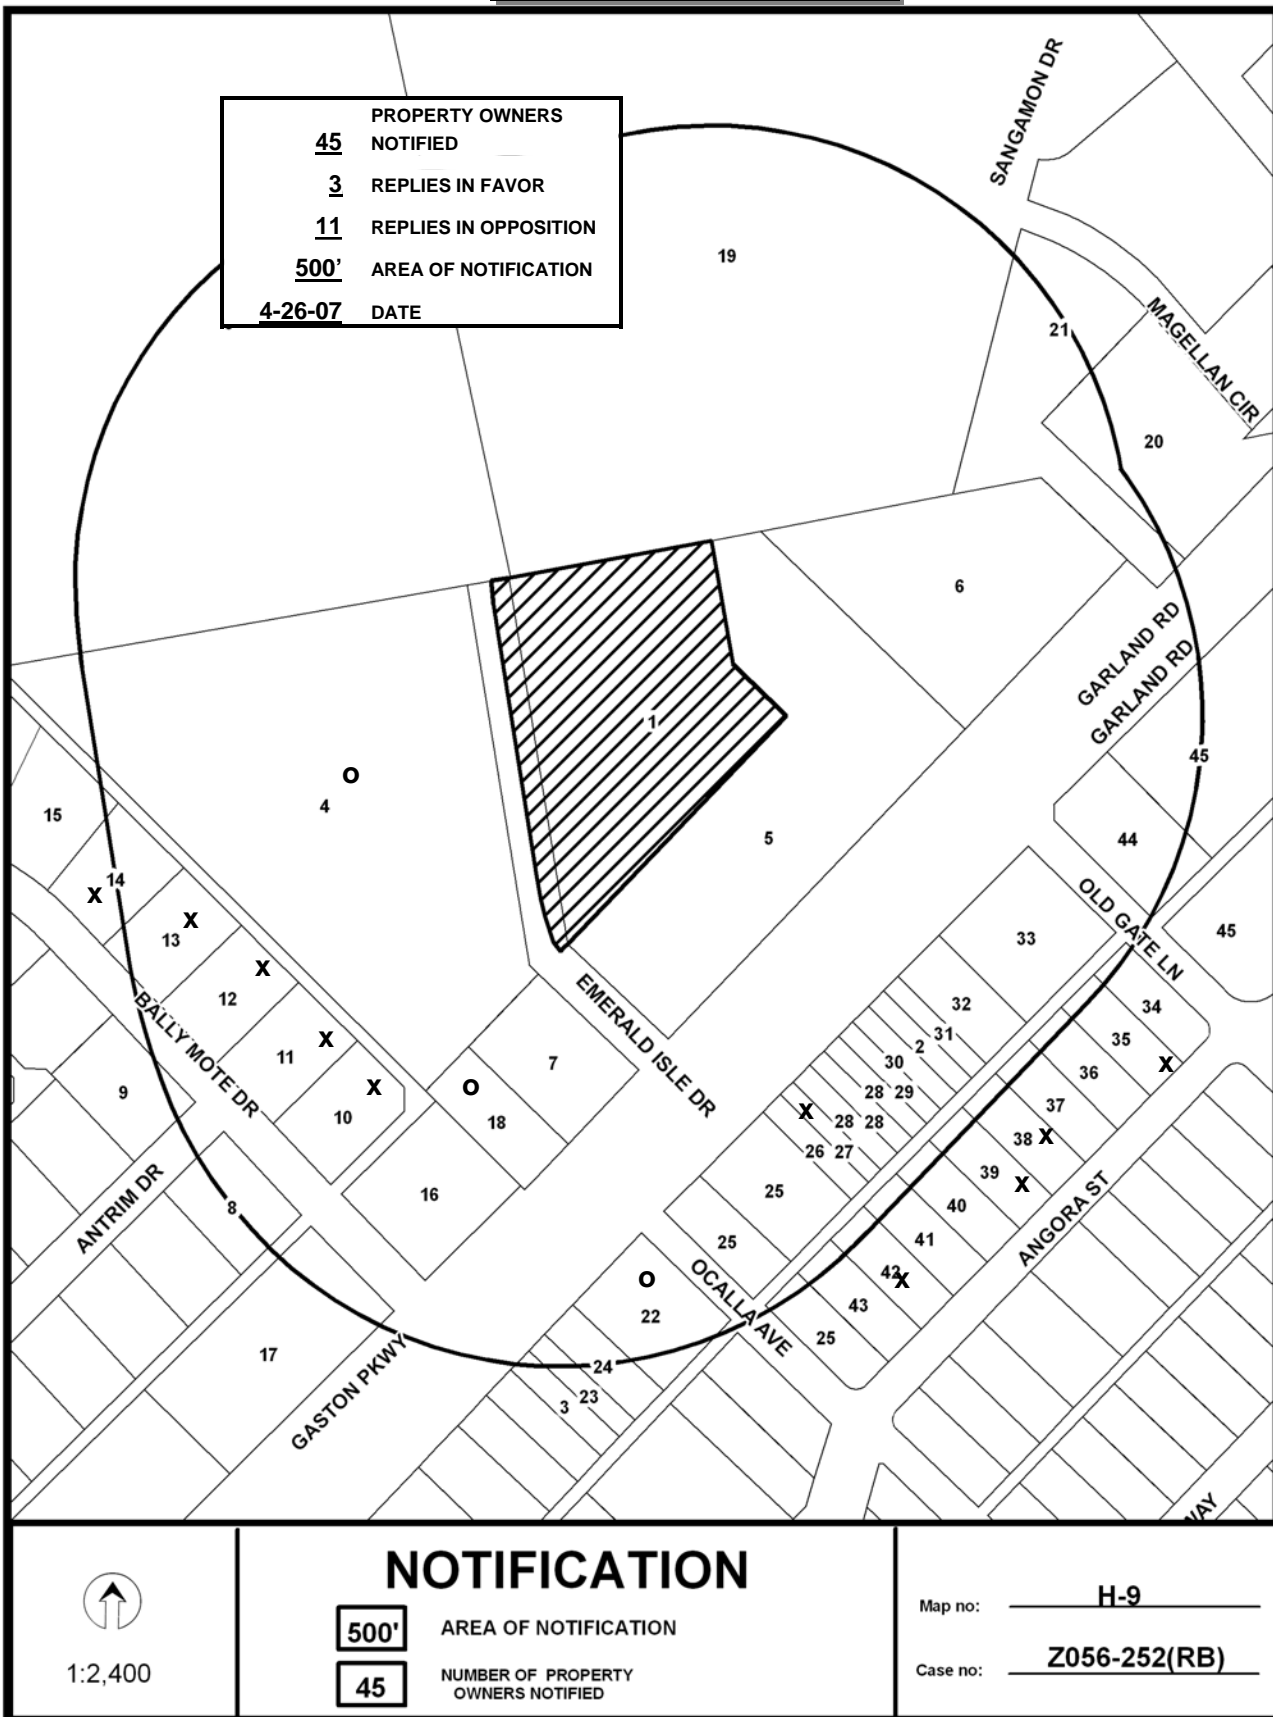 PROPERTY OWNERS
45 NOTIFIED
3 REPLIES IN FAVOR
11 REPLIES IN OPPOSITION
500’ AREA OF NOTIFICATION
4-26-07 DATE
SANGAMON DR
19
21
MAGELLAN CIR
20
6
GARLAND RD
GARLAND RD
1
45
O
4
15
5
44
14
X
X
13
OLD GATE LN
33
45
X
12
BALLY MOTE DR
EMERALD ISLE DR
32
34
31
2
30
35
X
11
X
10
9
7
O
18
36
X
28 29
37
X
28 28
38 X
26 27
39 X
25
40
16
ANTRIM DR
8
ANGORA ST
25
41
OCALLA AVE
O
22
42 X
43
25
17
GASTON PKWY
24
23
3
WAY
NOTIFICATION
500' AREA OF NOTIFICATION
45 NUMBER OF PROPERTY
OWNERS NOTIFIED
1:2,400
Map no: H-9
Case no: Z056-252(RB)